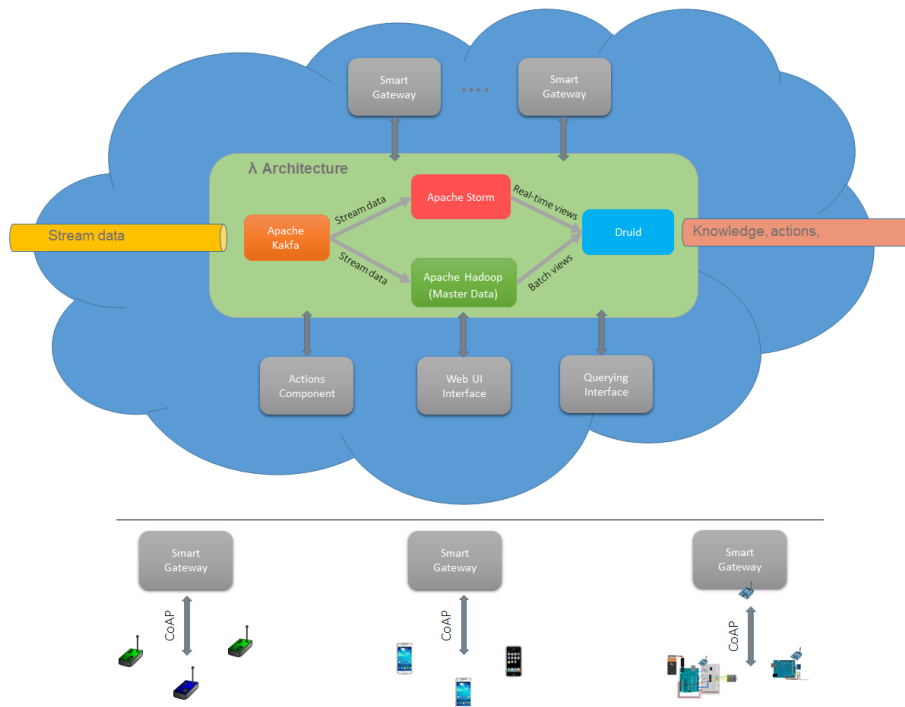 Smart
Gateway
....
Smart
Gateway
λ Architecture
Stream data
Apache
Kakfa
Stream data
Stream data
Apache Storm
Apache Hadoop
(Master Data)
Real-time views
Batch views
Druid
Knowledge, actions,
Actions
Component
Web UI
Interface
Querying
Interface
Smart
Gateway
CoAP
Smart
Gateway
CoAP
Smart
Gateway
CoAP